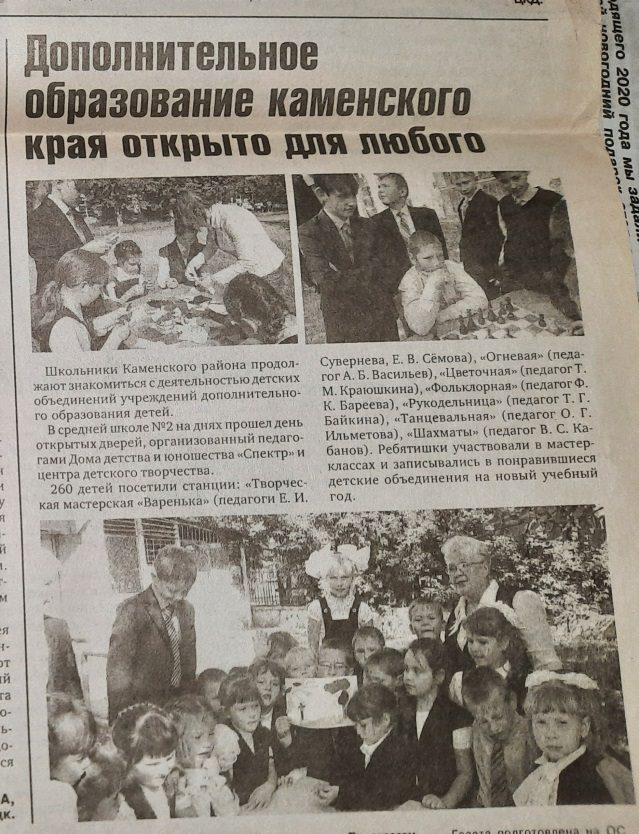 ЦКД.
Дополнительное
образование каменского
края открыто для любого
Школьники Каменского района продол-
жают знакомиться с деятельностью детских
объединений учреждений дополнительно-
го образования детей.
В средней школе №2 на днях прошел день
открытых дверей, организованный педаго-
гами Дома детства и юношества «Спектр» и
центра детского творчества.
260 детей посетили станции: «Творчес-
кая мастерская «Варенька» (педагоги Е. И.
Сувернева, Е. В. Сёмова), «Огневая» (педа-
гог А. Б. Васильев), «Цветочная» (педагог Т.
М. Краюшкина), «Фольклорная» (педагог Ф.
К. Бареева), «Рукодельница» (педагог Т. Г.
Байкина), «Танцевальная» (педагог О. Г.
Ильметова), «Шахматы» (педагог В. С. Ка-
банов). Ребятишки участвовали в мастер-
классах и записывались в понравившиеся
детские объединения на новый учебный
год.
2020 года мы
новогодний
Газета подготовлена на